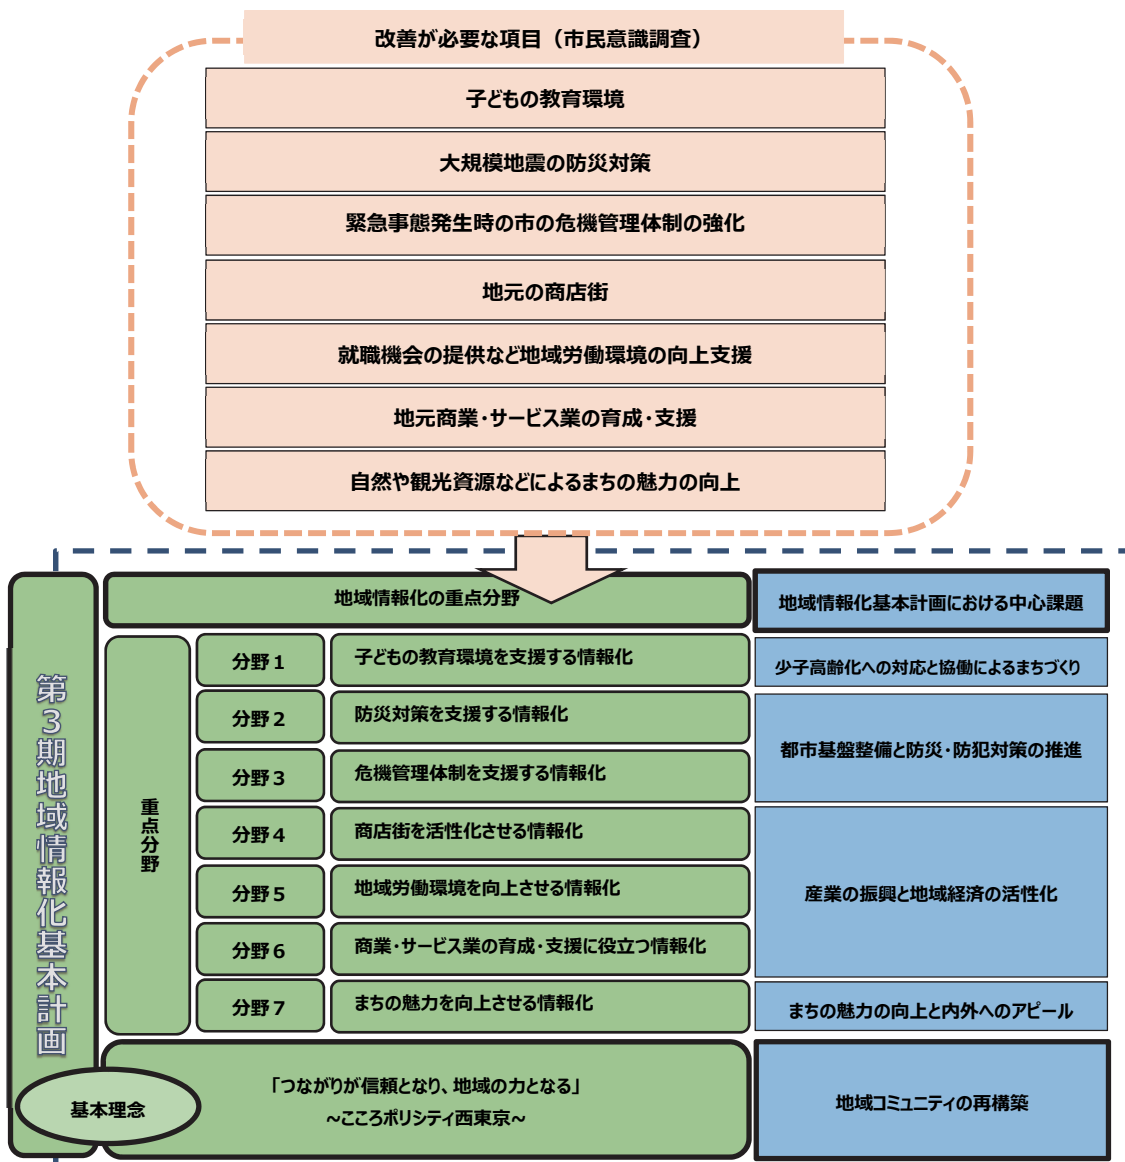 改善が必要な項目（市民意識調査）
子どもの教育環境
大規模地震の防災対策
緊急事態発生時の市の危機管理体制の強化
地元の商店街
就職機会の提供など地域労働環境の向上支援
地元商業・サービス業の育成・支援
自然や観光資源などによるまちの魅力の向上
第3期地域情報化基本計画
地域情報化の重点分野
地域情報化基本計画における中心課題
重点分野
分野1
子どもの教育環境を支援する情報化
少子高齢化への対応と協働によるまちづくり
分野2
防災対策を支援する情報化
都市基盤整備と防災・防犯対策の推進
分野3
危機管理体制を支援する情報化
分野4
商店街を活性化させる情報化
産業の振興と地域経済の活性化
分野5
地域労働環境を向上させる情報化
分野6
商業・サービス業の育成・支援に役立つ情報化
分野7
まちの魅力を向上させる情報化
まちの魅力の向上と内外へのアピール
基本理念
「つながりが信頼となり、地域の力となる」
~こころポリシティ西東京~
地域コミュニティの再構築